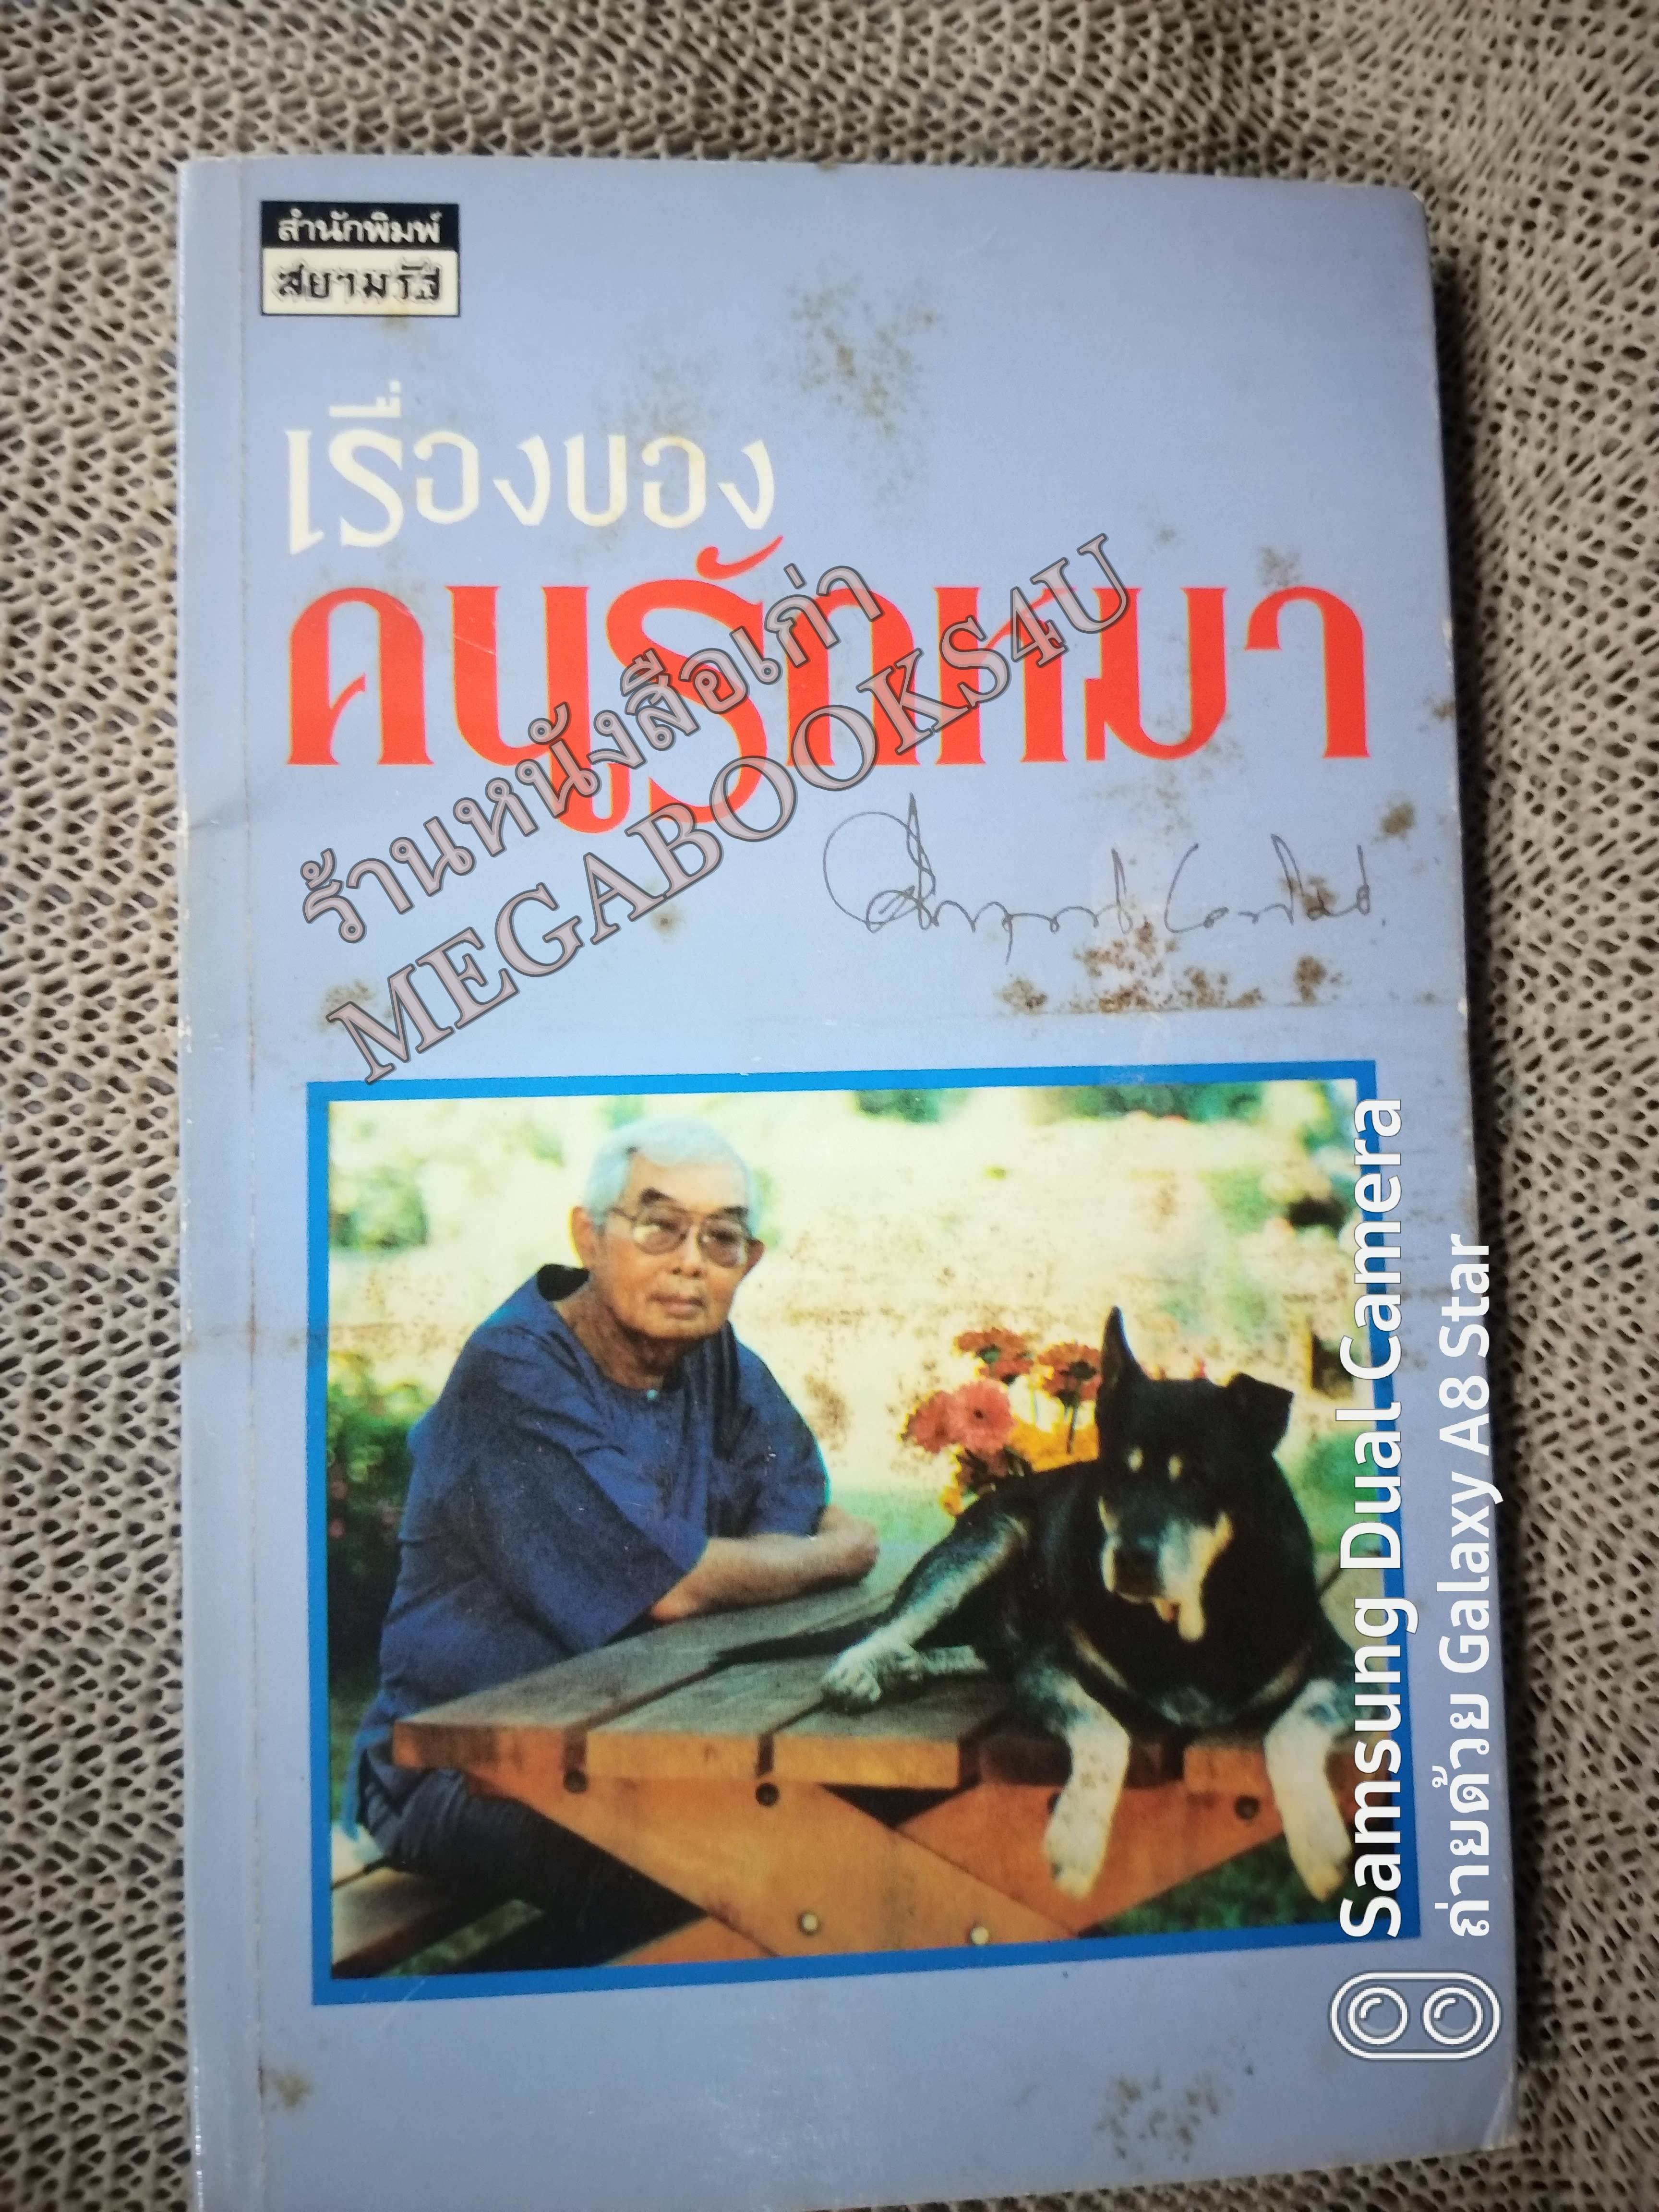 สำนักพิมพ์
สยามรัฐ
เรื่องของ
คนรักหมา
ร้านหนังสือเก่า
MEGABOOKS4U
Samsung Dual Camera
ถ่ายด้วย Galaxy A8 Star